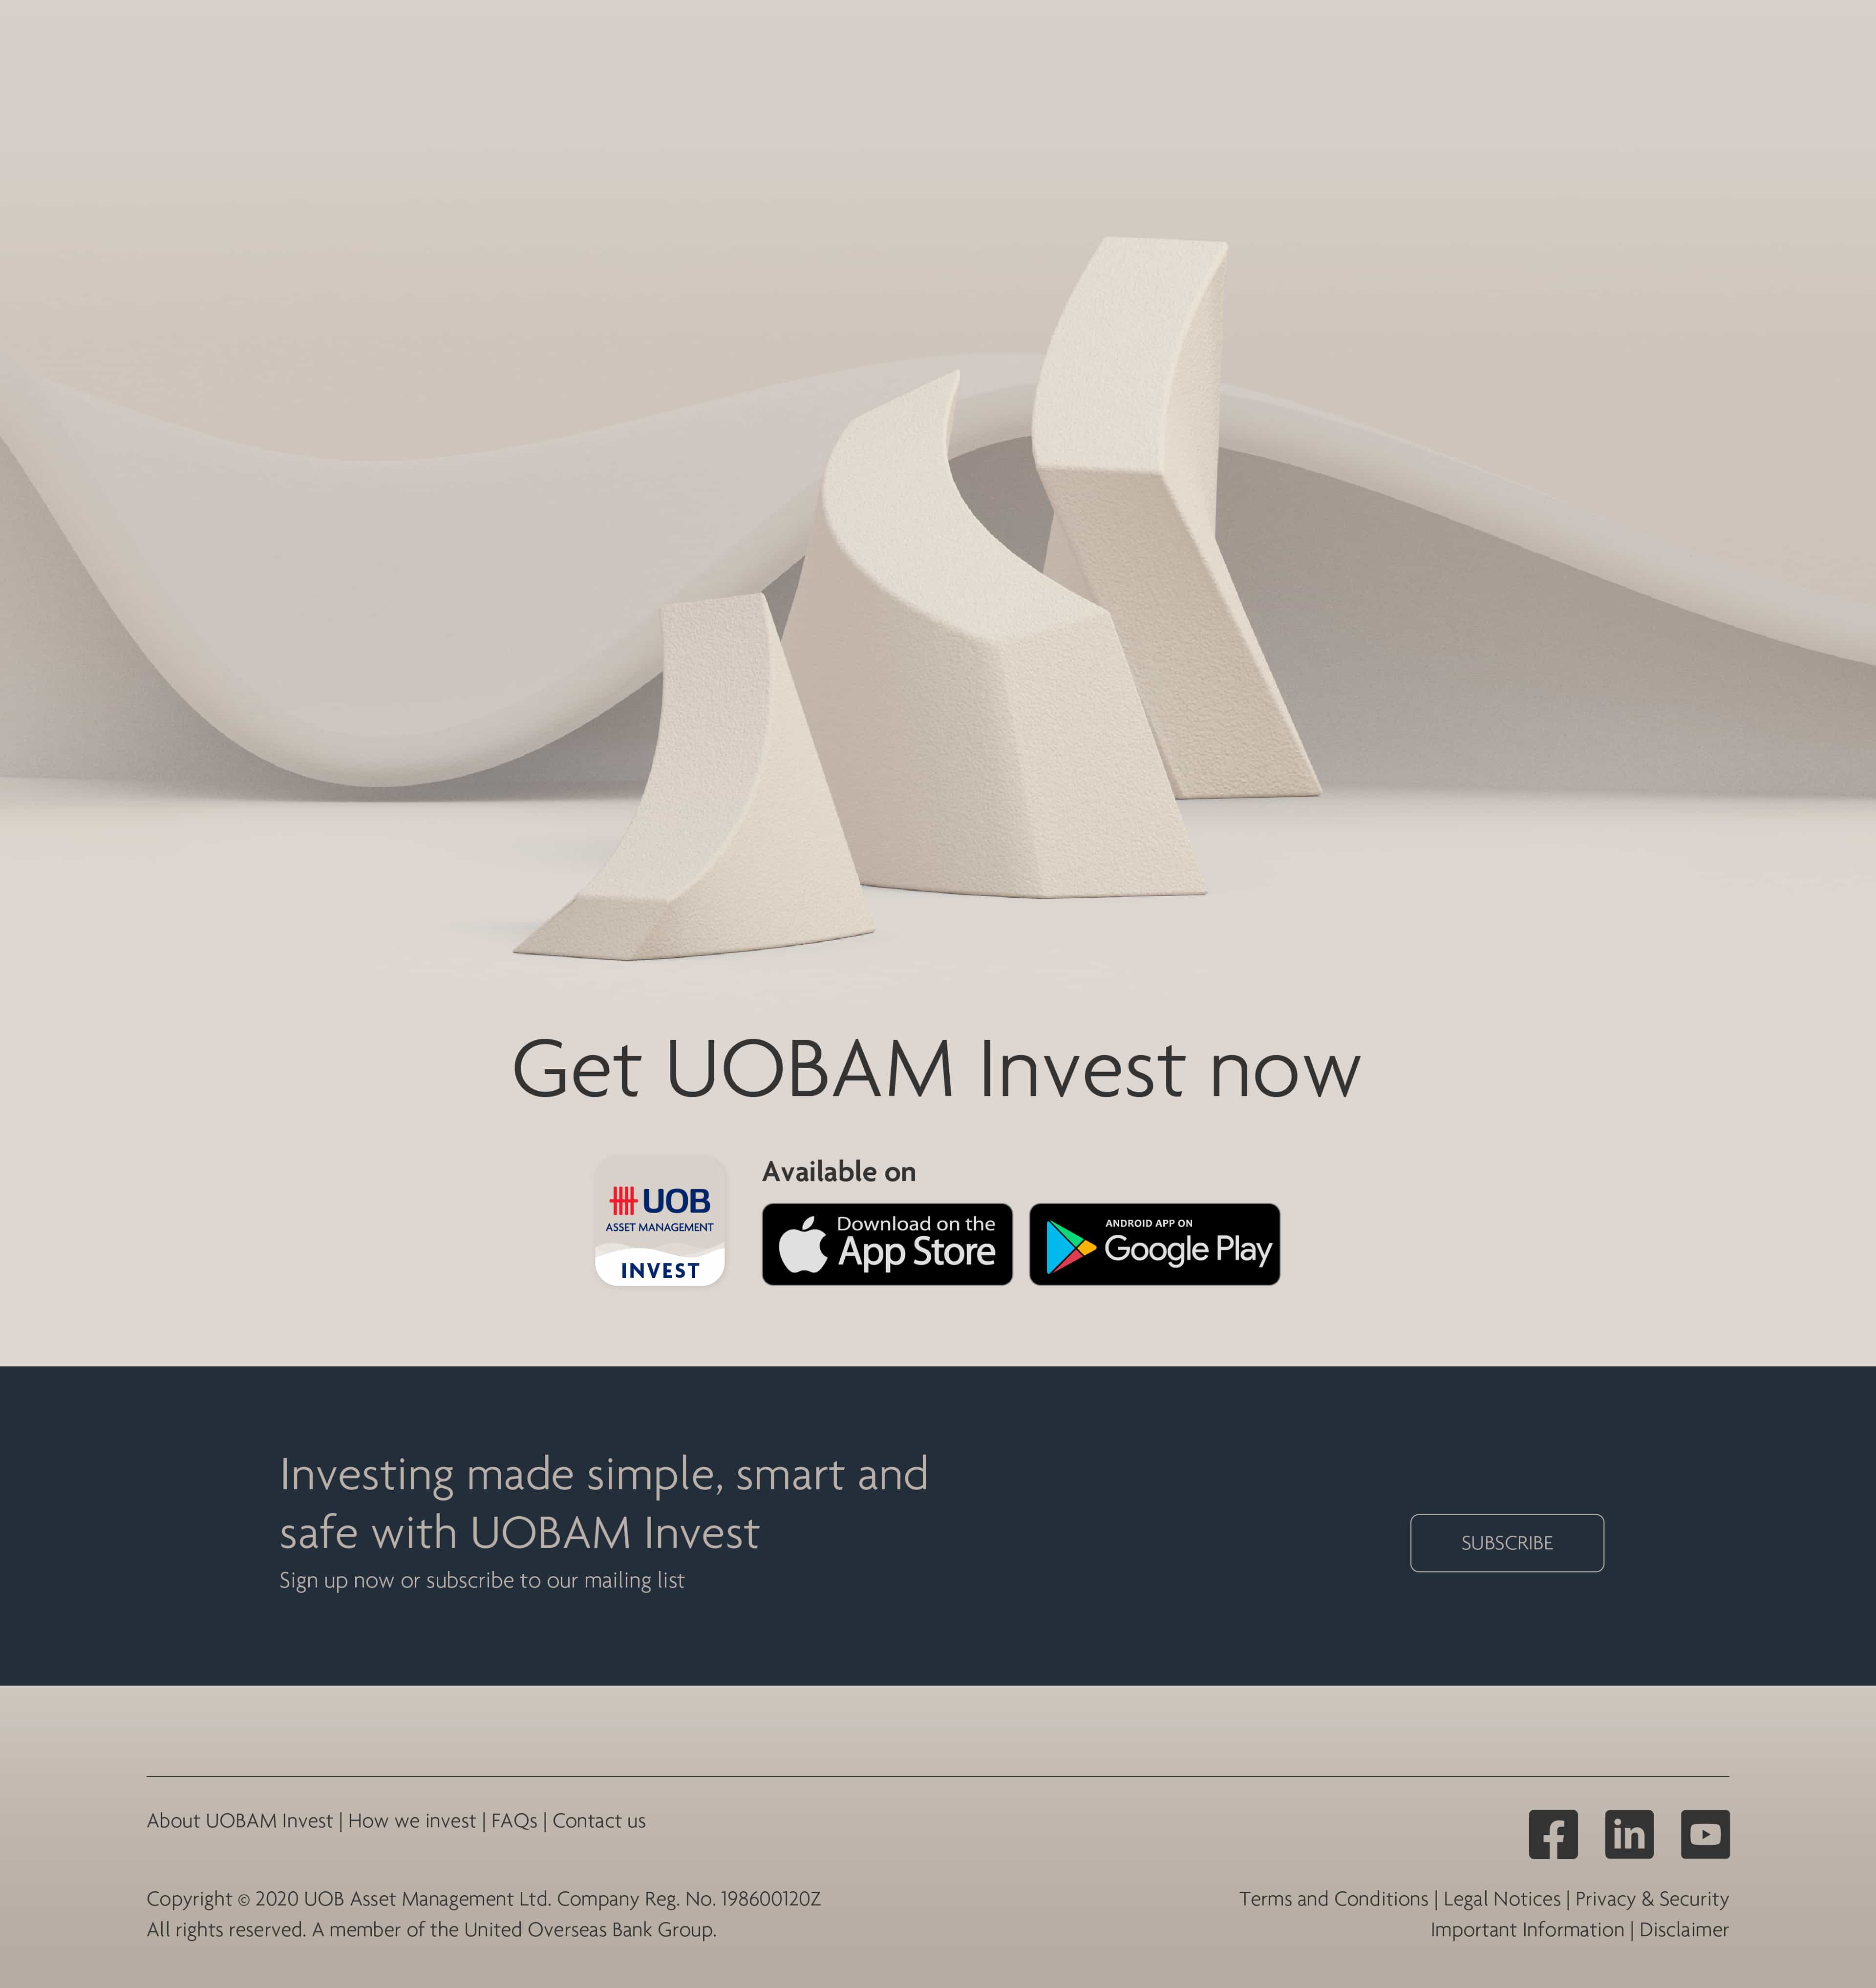 Get UOBAM Invest now
UOB
ASSET MANAGEMENT
INVEST
Available on
Download on the
App Store
ANDROID APP ON
Google Play
Investing made simple, smart and
safe with UOBAM Invest
Sign up now or subscribe to our mailing list
SUBSCRIBE
About UOBAM Invest | How we invest | FAQs | Contact us
Copyright © 2020 UOB Asset Management Ltd. Company Reg. No. 198600120Z
All rights reserved. A member of the United Overseas Bank Group.
Terms and Conditions | Legal Notices | Privacy & Security
Important Information | Disclaimer